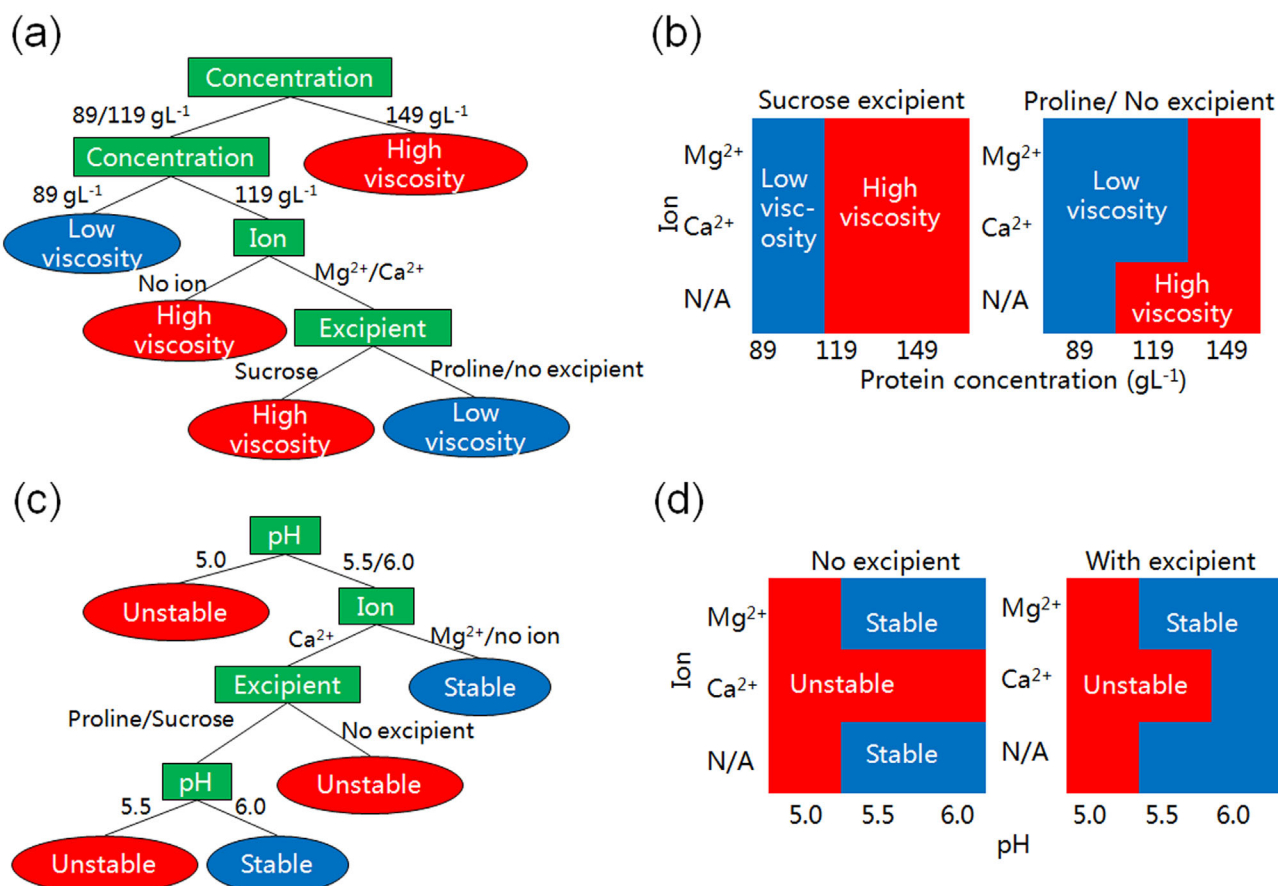 (a)
Concentration
89/119 gL⁻¹
149 gL⁻¹
Concentration
High
viscosity
89 gL⁻¹
119 gL⁻¹
Low
viscosity
Ion
No ion
Mg²⁺/Ca²⁺
High
viscosity
Excipient
Sucrose
Proline/no excipient
High
viscosity
Low
viscosity
(b)
Sucrose excipient
Proline/ No excipient
Ion
Mg²⁺
Ca²⁺
N/A
Low
visc-
osity
High
viscosity
89 119 149
Mg²⁺
Ca²⁺
N/A
Low
viscosity
High
viscosity
89 119 149
Protein concentration (gL⁻¹)
(c)
pH
5.0
5.5/6.0
Unstable
Ion
Ca²⁺
Mg²⁺/no ion
Excipient
Stable
Proline/Sucrose
No excipient
pH
Unstable
5.5
6.0
Unstable
Stable
(d)
No excipient
With excipient
Ion
Mg²⁺
Ca²⁺
N/A
Stable
Unstable
Stable
5.0 5.5 6.0
Mg²⁺
Ca²⁺
N/A
Stable
Unstable
5.0 5.5 6.0
pH